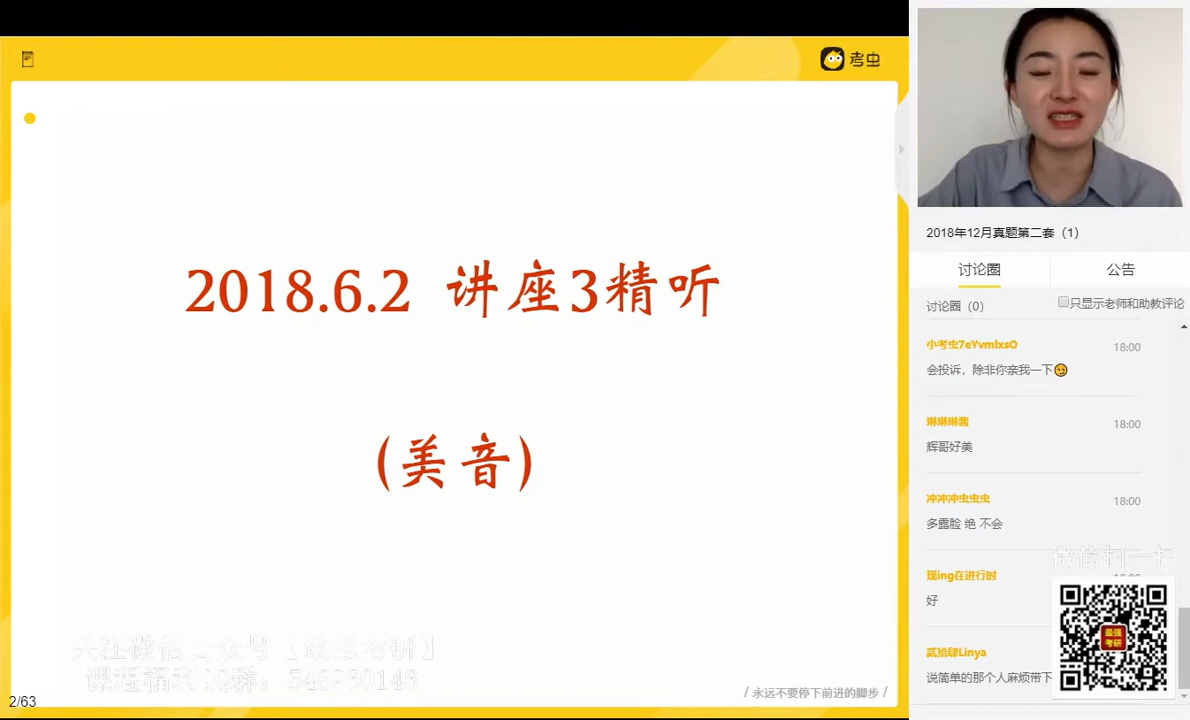 考虫
2018.6.2 讲座3精听
(美音)
/ 永远不要停下前进的脚步 /
2/63
2018年12月真题第二套（1）
讨论圈
公告
讨论圈（0）
只显示老师和助教评论
小考虫7eYvmlxsO
18:00
会投诉，除非你亲我一下
琳琳琳酱
18:00
辉哥好美
冲冲冲虫虫虫
18:00
多露脸 绝 不会
微信扫一扫
现ing在进行时
好
最强
考研
贰拾肆Linya
说简单的那个人麻烦带下